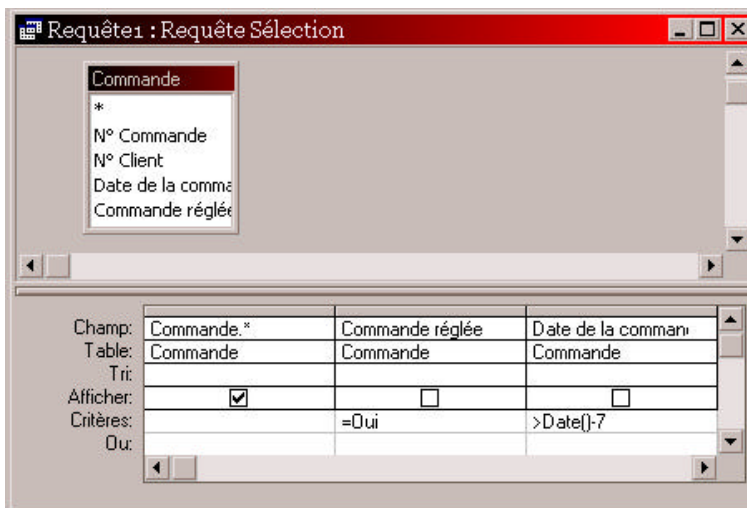 Requête1 : Requête Sélection
Commande
*
N° Commande
N° Client
Date de la comma
Commande réglée
Champ: Commande.* Commande réglée Date de la comman
Table: Commande Commande Commande
Tri:
Afficher:
Critères: =Oui >Date()-7
Ou: